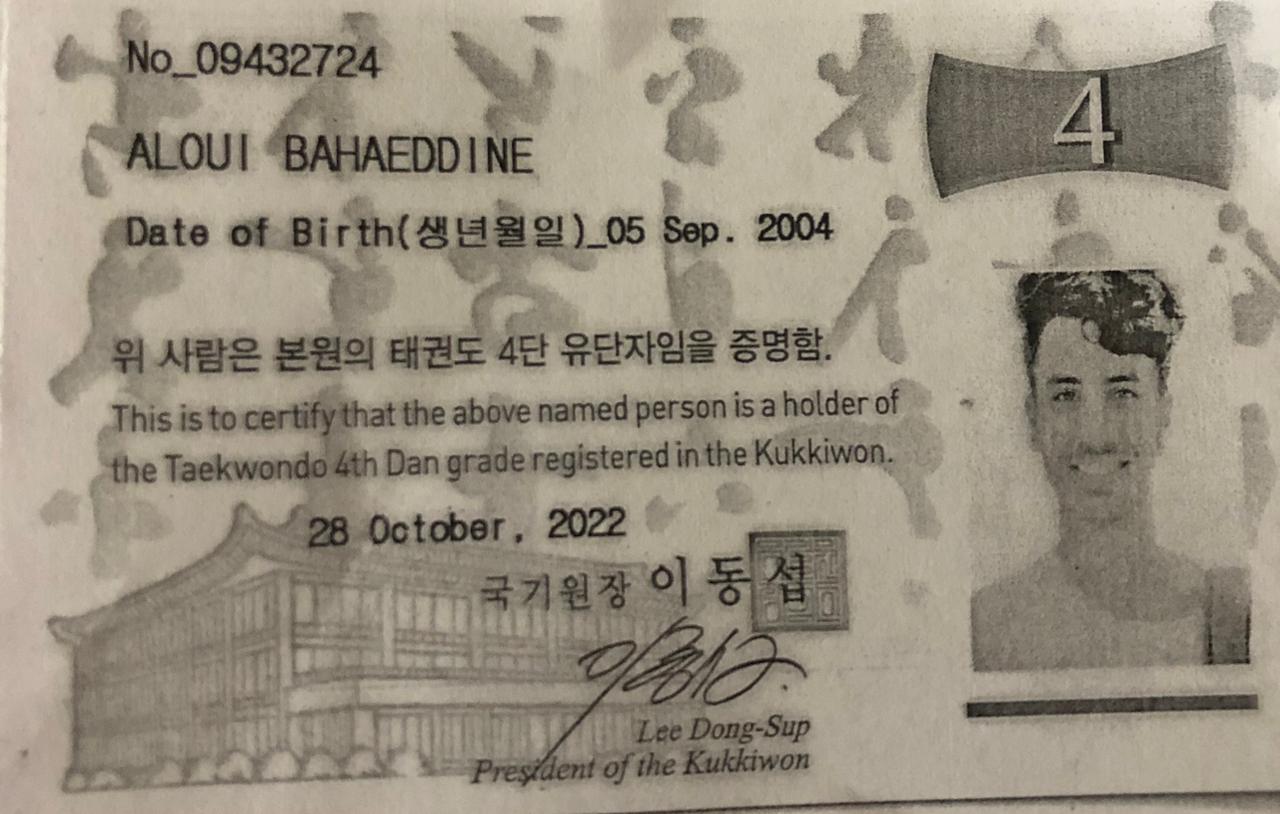 No_09432724
4
ALOUI BAHAEDDINE
Date of Birth(생년월일)_05 Sep. 2004
위 사람은 본원의 태권도 4단 유단자임을 증명함.
This is to certify that the above named person is a holder of
the Taekwondo 4th Dan grade registered in the Kukkiwon.
28 October, 2022
국기원장 이동섭
Lee Dong-Sup
President of the Kukkiwon